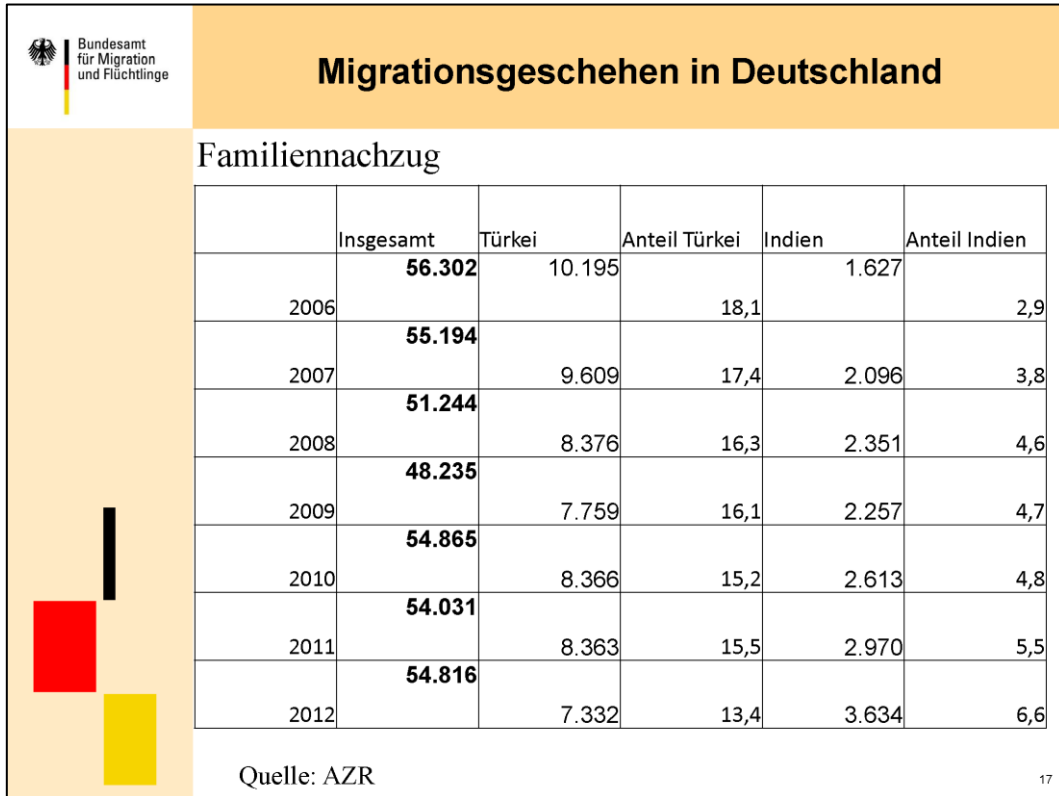 Bundesamt
für Migration
und Flüchtlinge
Migrationsgeschehen in Deutschland
Familiennachzug
Insgesamt Türkei Anteil Türkei Indien Anteil Indien
2006 56.302 10.195 18,1 1.627 2,9
2007 55.194 9.609 17,4 2.096 3,8
2008 51.244 8.376 16,3 2.351 4,6
2009 48.235 7.759 16,1 2.257 4,7
2010 54.865 8.366 15,2 2.613 4,8
2011 54.031 8.363 15,5 2.970 5,5
2012 54.816 7.332 13,4 3.634 6,6
Quelle: AZR
17